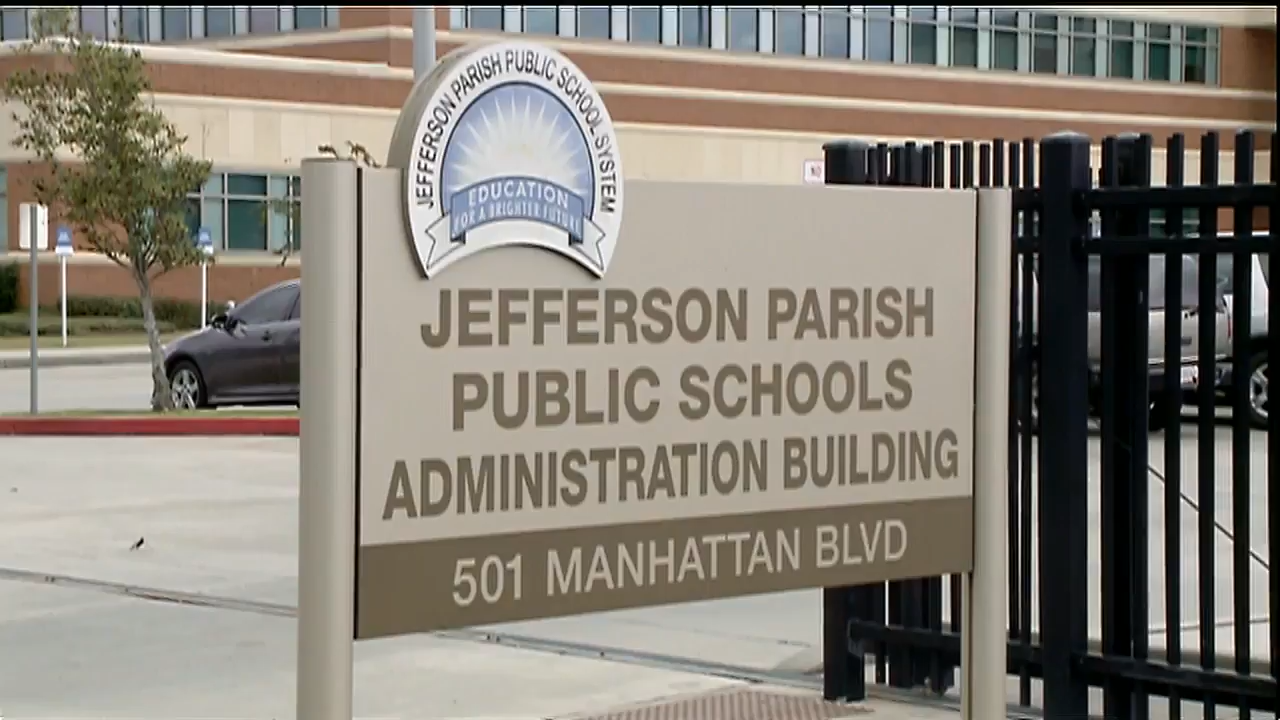 JEFFERSON PARISH PUBLIC SCHOOL SYSTEM
EDUCATION
FOR A BRIGHTER FUTURE
JEFFERSON PARISH
PUBLIC SCHOOLS
ADMINISTRATION BUILDING
501 MANHATTAN BLVD